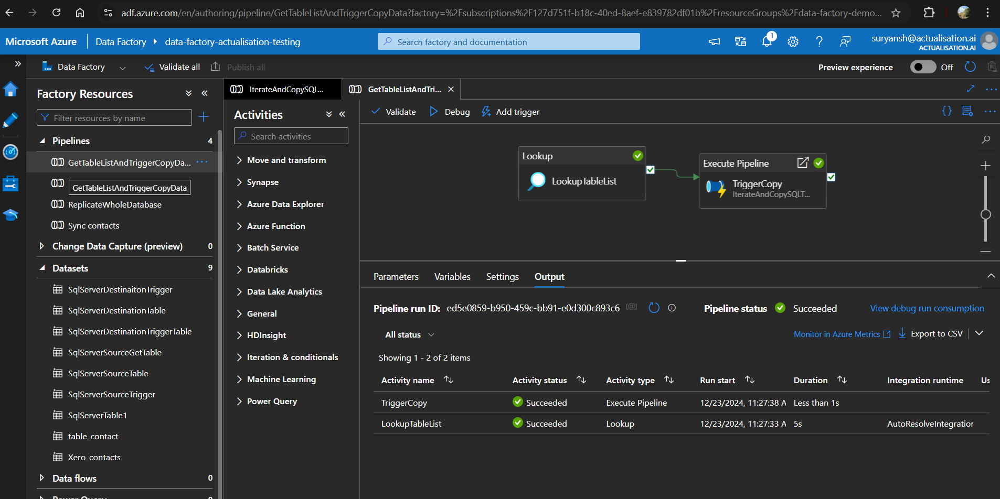 adf.azure.com/en/authoring/pipeline/GetTableListAndTriggerCopyData?factory=%2Fsubscriptions%2F127d751f-b18c-40ed-8aef-e839782df01b%2FresourceGroups%2Fdata-factory-demo...
Microsoft Azure
Data Factory
data-factory-actualisation-testing
Search factory and documentation
1
suryansh@actualisation.ai
ACTUALISATION.AI
Data Factory
Validate all
Publish all
Preview experience
Off
Factory Resources
Filter resources by name
Pipelines
4
GetTableListAndTriggerCopyDa...
GetTableListAndTriggerCopyData
ReplicateWholeDatabase
Sync contacts
Change Data Capture (preview)
0
Datasets
9
SqlServerDestinaitonTrigger
SqlServerDestinationTable
SqlServerDestinationTriggerTable
SqlServerSourceGetTable
SqlServerSourceTable
SqlServerSourceTrigger
SqlServerTable1
table_contact
Xero_contacts
Data flows
0
Power Query
IterateAndCopySQL...
GetTableListAndTri...
Activities
Search activities
Move and transform
Synapse
Azure Data Explorer
Azure Function
Batch Service
Databricks
Data Lake Analytics
General
HDInsight
Iteration & conditionals
Machine Learning
Power Query
Validate
Debug
Add trigger
Lookup
LookupTableList
Execute Pipeline
TriggerCopy
IterateAndCopySQLT...
Parameters
Variables
Settings
Output
Pipeline run ID:
ed5e0859-b950-459c-bb91-e0d300c893c6
Pipeline status
Succeeded
View debug run consumption
All status
Monitor in Azure Metrics
Export to CSV
Showing 1 - 2 of 2 items
Activity name
Activity status
Activity type
Run start
Duration
Integration runtime
Us
TriggerCopy
Succeeded
Execute Pipeline
12/23/2024, 11:27:38 A
Less than 1s
LookupTableList
Succeeded
Lookup
12/23/2024, 11:27:33 A
5s
AutoResolveIntegration